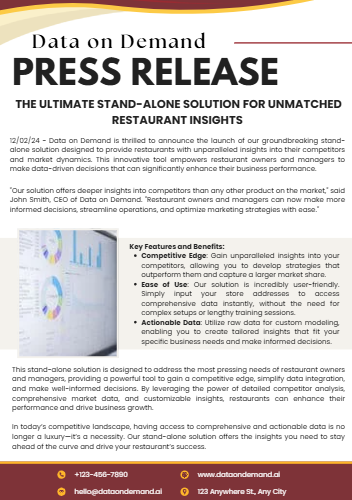 Data on Demand
PRESS RELEASE
THE ULTIMATE STAND-ALONE SOLUTION FOR UNMATCHED
RESTAURANT INSIGHTS
12/02/24 - Data on Demand is thrilled to announce the launch of our groundbreaking stand-
alone solution designed to provide restaurants with unparalleled insights into their competitors
and market dynamics. This innovative tool empowers restaurant owners and managers to
make data-driven decisions that can significantly enhance their business performance.
"Our solution offers deeper insights into competitors than any other product on the market," said
John Smith, CEO of Data on Demand. "Restaurant owners and managers can now make more
informed decisions, streamline operations, and optimize marketing strategies with ease."
Key Features and Benefits:
• Competitive Edge: Gain unparalleled insights into your
competitors, allowing you to develop strategies that
outperform them and capture a larger market share.
• Ease of Use: Our solution is incredibly user-friendly.
Simply input your store addresses to access
comprehensive data instantly, without the need for
complex setups or lengthy training sessions.
• Actionable Data: Utilize raw data for custom modeling,
enabling you to create tailored insights that fit your
specific business needs and make informed decisions.
This stand-alone solution is designed to address the most pressing needs of restaurant owners
and managers, providing a powerful tool to gain a competitive edge, simplify data integration,
and make well-informed decisions. By leveraging the power of detailed competitor analysis,
comprehensive market data, and customizable insights, restaurants can enhance their
performance and drive business growth.
In today's competitive landscape, having access to comprehensive and actionable data is no
longer a luxury—it's a necessity. Our stand-alone solution offers the insights you need to stay
ahead of the curve and drive your restaurant's success.
+123-456-7890
www.dataondemand.ai
hello@dataondemand.ai
123 Anywhere St., Any City